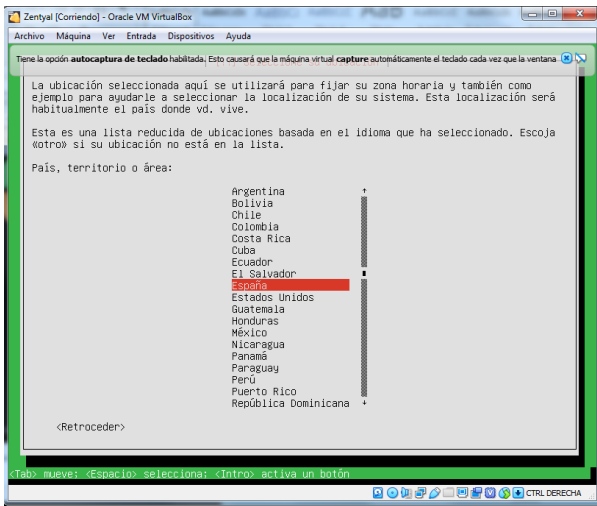 Zentyal [Corriendo] - Oracle VM VirtualBox
Archivo Máquina Ver Entrada Dispositivos Ayuda
Tiene la opción autocaptura de teclado habilitada. Esto causará que la máquina virtual capture automáticamente el teclado cada vez que la ventana
La ubicación seleccionada aquí se utilizará para fijar su zona horaria y también como
ejemplo para ayudarle a seleccionar la localización de su sistema. Esta localización será
habitualmente el país donde vd. vive.
Esta es una lista reducida de ubicaciones basada en el idioma que ha seleccionado. Escoja
«otro» si su ubicación no está en la lista.
País, territorio o área:
Argentina
Bolivia
Chile
Colombia
Costa Rica
Cuba
Ecuador
El Salvador
España
Estados Unidos
Guatemala
Honduras
México
Nicaragua
Panamá
Paraguay
Perú
Puerto Rico
República Dominicana
<Retroceder>
<Tab> mueve; <Espacio> selecciona; <Intro> activa un botón
CTRL DERECHA